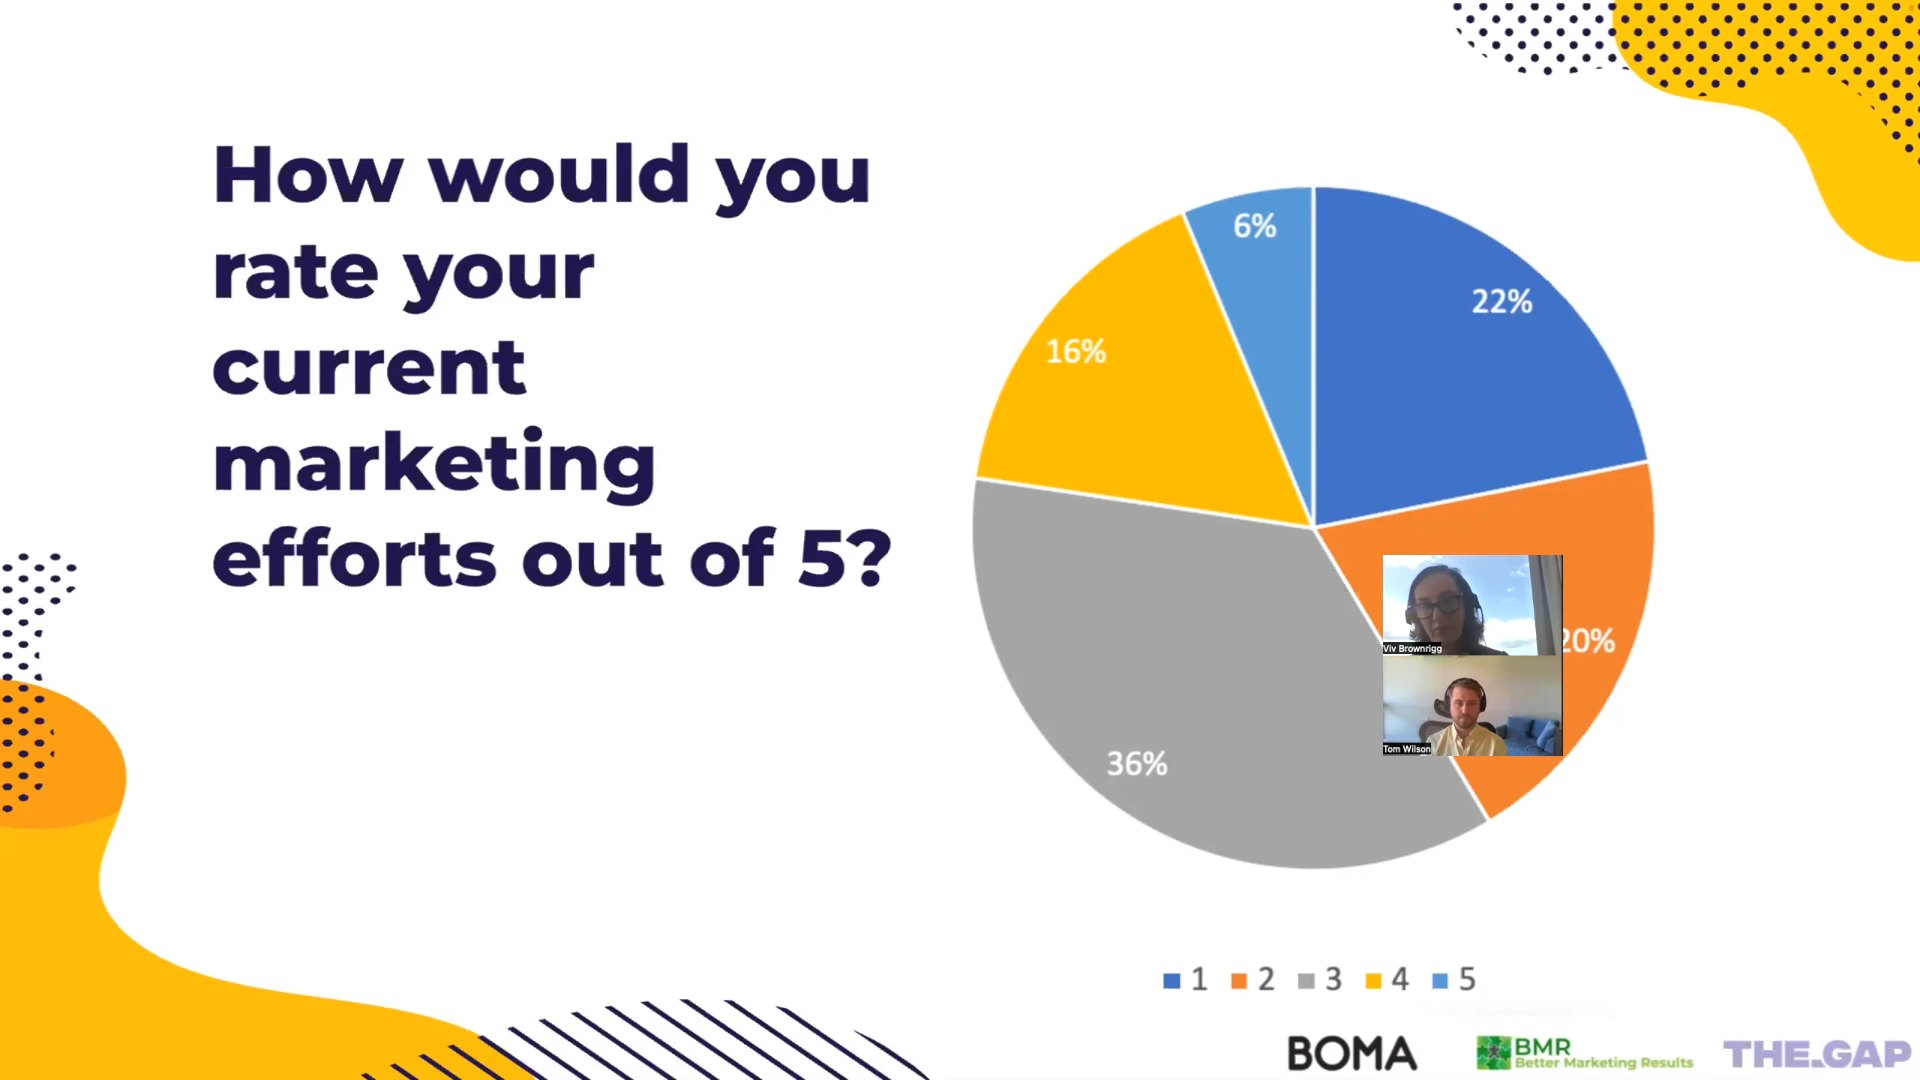 How would you
rate your
current
marketing
efforts out of 5?
6%
22%
16%
20%
36%
Viv Brownrigg
Tom Wilson
1 2 3 4 5
BOMA
BMR
Better Marketing Results
THE.GAP